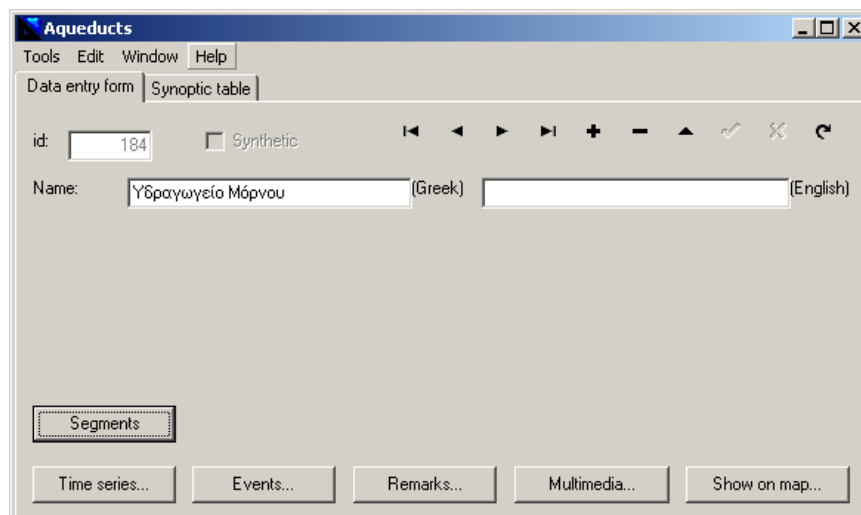 Aqueducts
Tools Edit Window Help
Data entry form Synoptic table
id: 184 Synthetic
Name: Υδραγωγείο Μόρνου (Greek) (English)
Segments
Time series... Events... Remarks... Multimedia... Show on map...